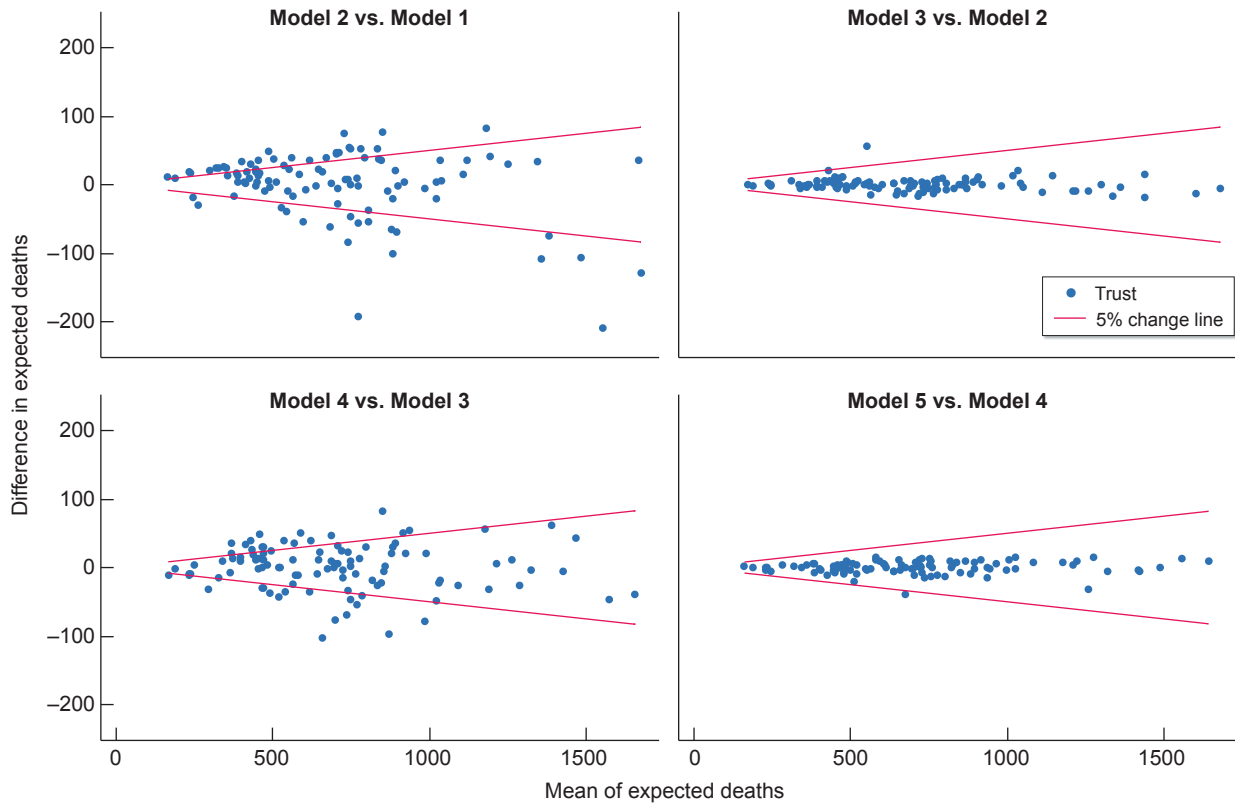 Model 2 vs. Model 1
Model 3 vs. Model 2
200
100
0
−100
−200
Trust
5% change line
Difference in expected deaths
Model 4 vs. Model 3
Model 5 vs. Model 4
200
100
0
−100
−200
0 500 1000 1500
0 500 1000 1500
Mean of expected deaths